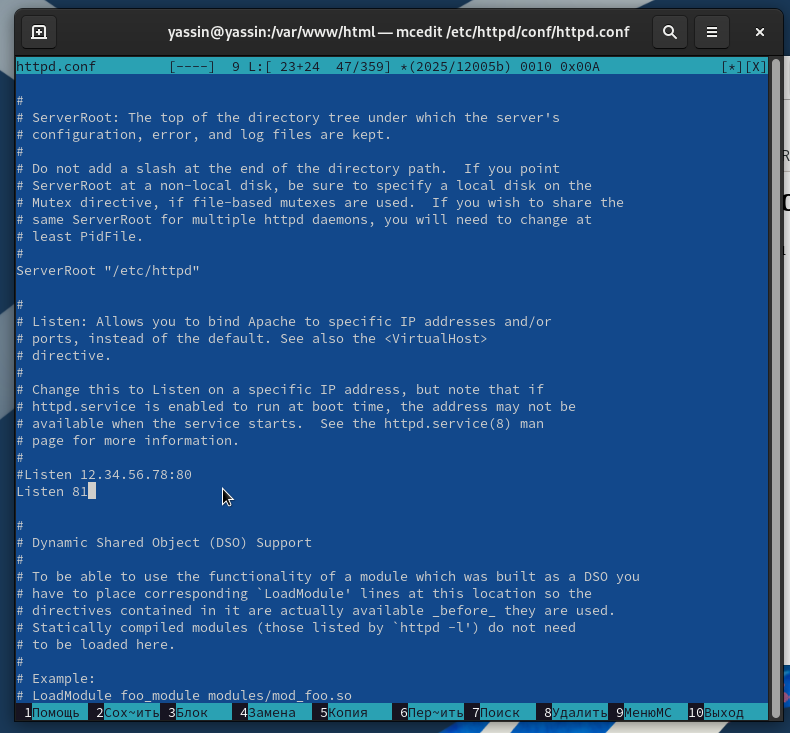 yassin@yassin:/var/www/html — mcedit /etc/httpd/conf/httpd.conf
httpd.conf         [----]  9 L:[ 23+24  47/359] *(2025/12005b) 0010 0x00A               [*][X]
#
# ServerRoot: The top of the directory tree under which the server's
# configuration, error, and log files are kept.
#
# Do not add a slash at the end of the directory path.  If you point
# ServerRoot at a non-local disk, be sure to specify a local disk on the
# Mutex directive, if file-based mutexes are used.  If you wish to share the
# same ServerRoot for multiple httpd daemons, you will need to change at
# least PidFile.
#
ServerRoot "/etc/httpd"
#
# Listen: Allows you to bind Apache to specific IP addresses and/or
# ports, instead of the default. See also the <VirtualHost>
# directive.
#
# Change this to Listen on a specific IP address, but note that if
# httpd.service is enabled to run at boot time, the address may not be
# available when the service starts.  See the httpd.service(8) man
# page for more information.
#
#Listen 12.34.56.78:80
Listen 81
#
# Dynamic Shared Object (DSO) Support
#
# To be able to use the functionality of a module which was built as a DSO you
# have to place corresponding `LoadModule' lines at this location so the
# directives contained in it are actually available _before_ they are used.
# Statically compiled modules (those listed by `httpd -l') do not need
# to be loaded here.
#
# Example:
# LoadModule foo_module modules/mod_foo.so
1Помощь 2Сох~ить 3Блок 4Замена 5Копия 6Пер~ить 7Поиск 8Удалить 9МенюMC 10Выход